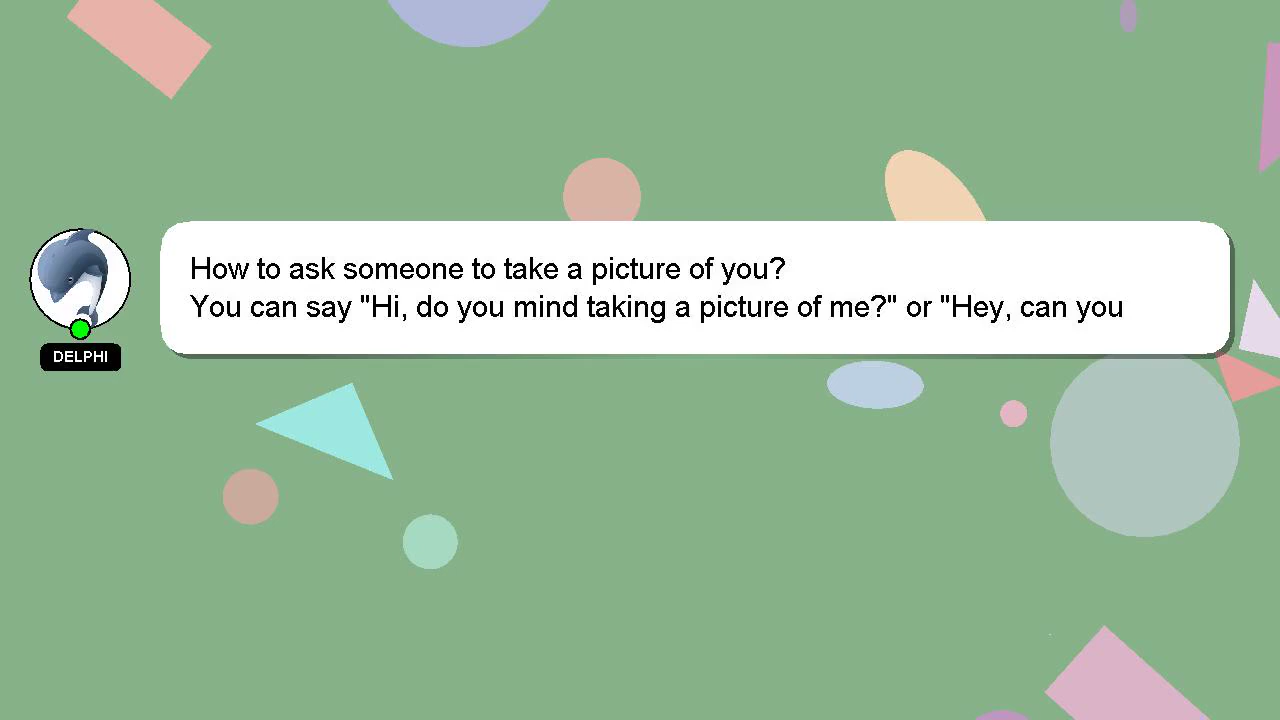 How to ask someone to take a picture of you?
You can say "Hi, do you mind taking a picture of me?" or "Hey, can you
DELPHI